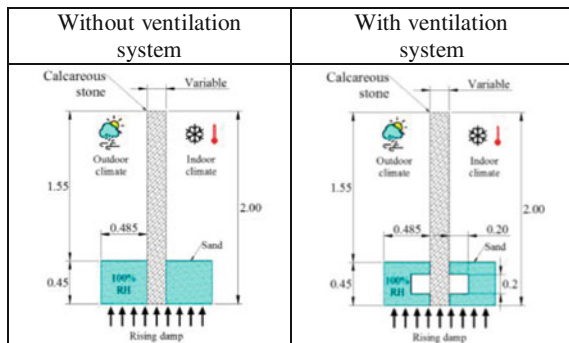 Without ventilation
system
With ventilation
system
Calcareous
stone
Variable
Outdoor
climate
Indoor
climate
1.55
2.00
0.485
Sand
0.45
100%
RH
Rising damp
Calcareous
stone
Variable
Outdoor
climate
Indoor
climate
1.55
2.00
0.485
0.20
Sand
0.45
100%
RH
0.2
Rising damp